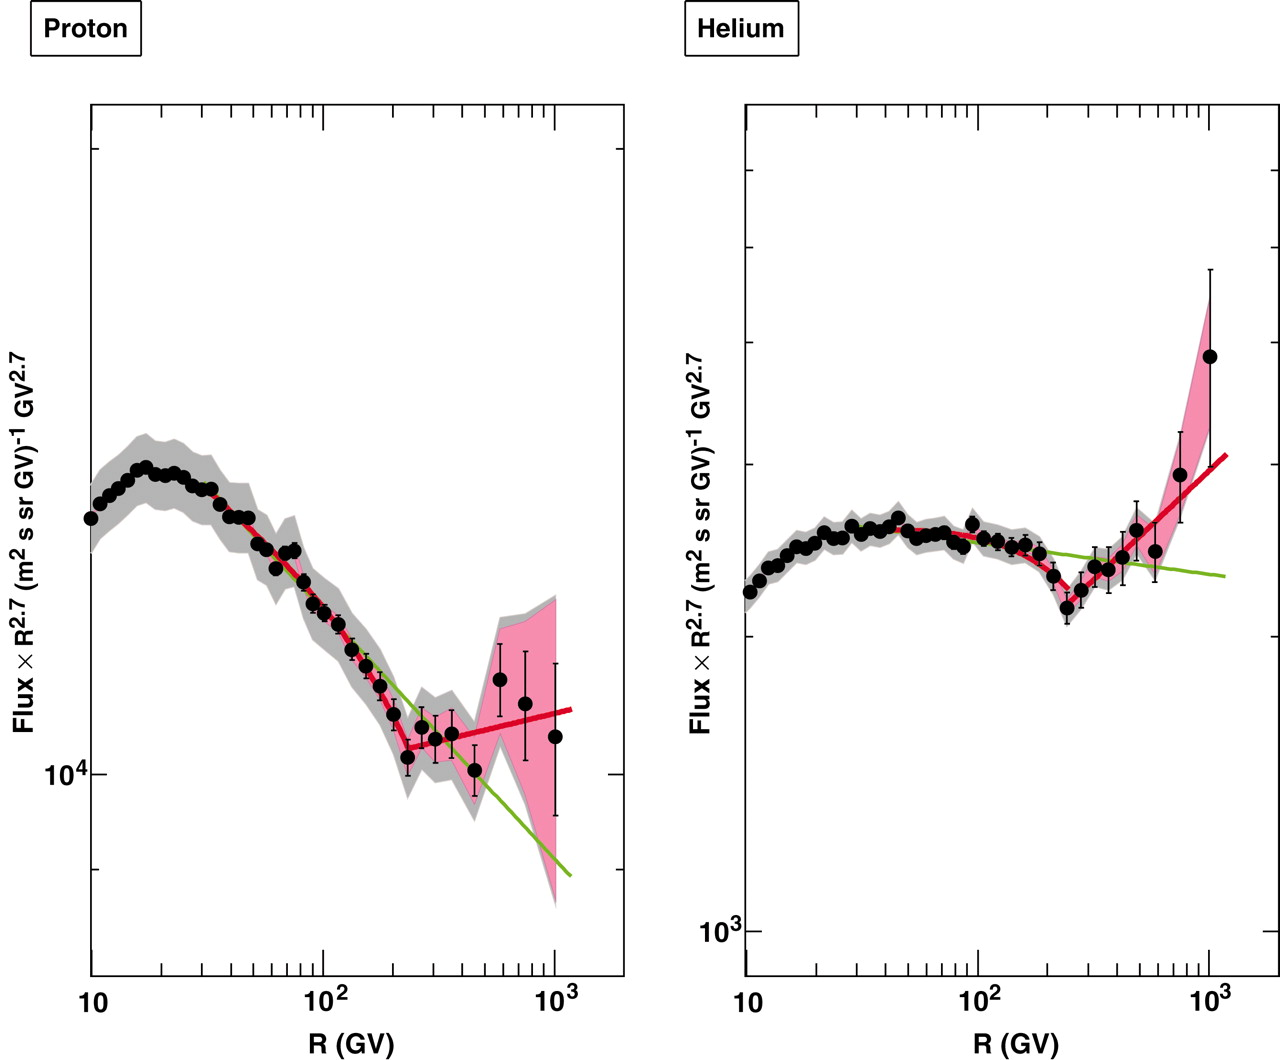 Proton
Helium
Flux × R^2.7 (m^2 s sr GV)^-1 GV^2.7
10^4
10
10^2
10^3
R (GV)
Flux × R^2.7 (m^2 s sr GV)^-1 GV^2.7
10^3
10
10^2
10^3
R (GV)